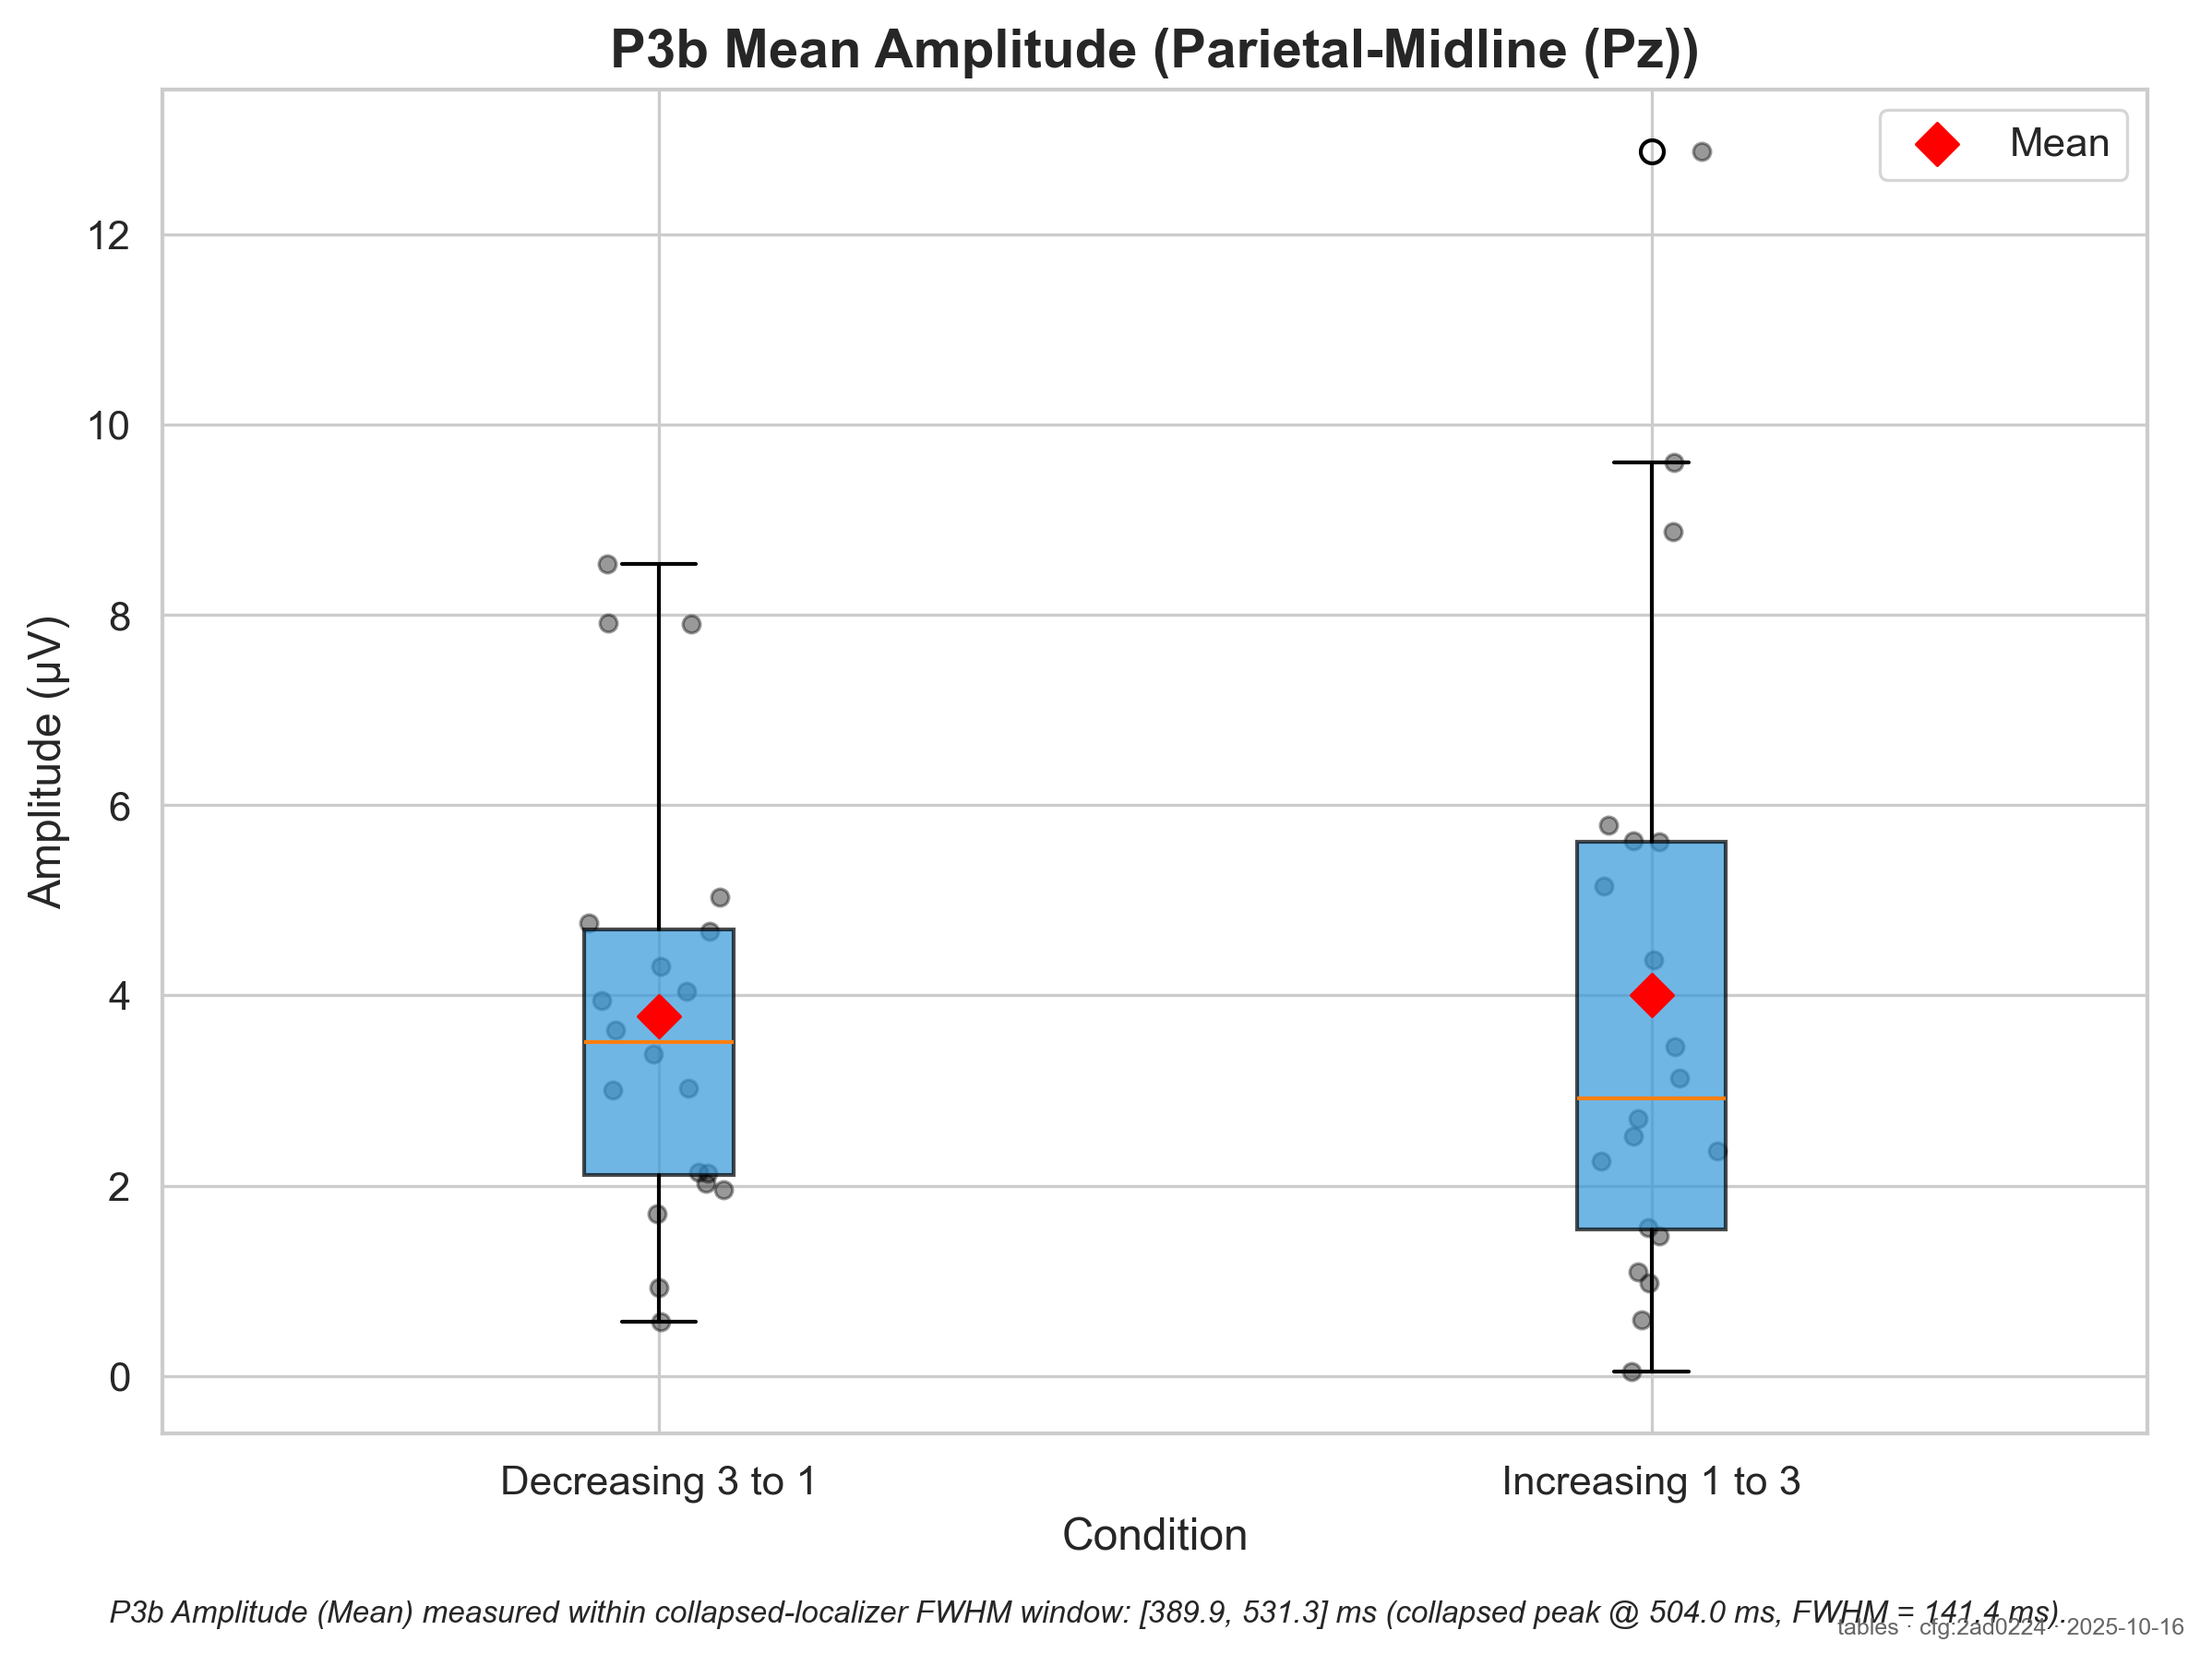 P3b Mean Amplitude (Parietal-Midline (Pz))
Mean
12
10
8
6
4
2
0
Amplitude (µV)
Decreasing 3 to 1
Increasing 1 to 3
Condition
P3b Amplitude (Mean) measured within collapsed-localizer FWHM window: [389.9, 531.3] ms (collapsed peak @ 504.0 ms, FWHM = 141.4 ms).
tables · cfg:2ad0224 · 2025-10-16